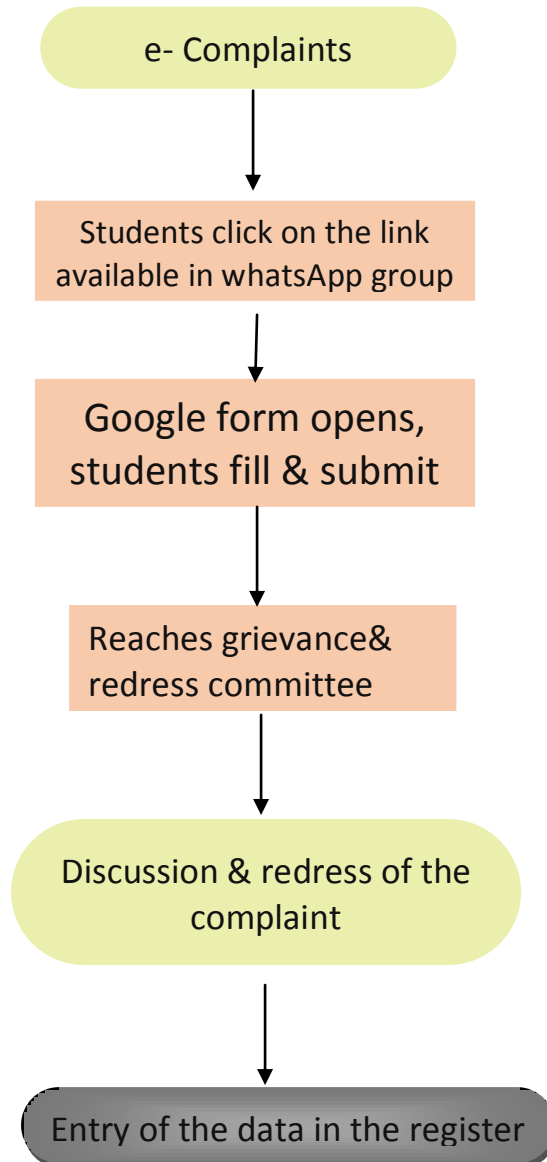 e- Complaints
Students click on the link
available in whatsApp group
Google form opens,
students fill & submit
Reaches grievance&
redress committee
Discussion & redress of the
complaint
Entry of the data in the register